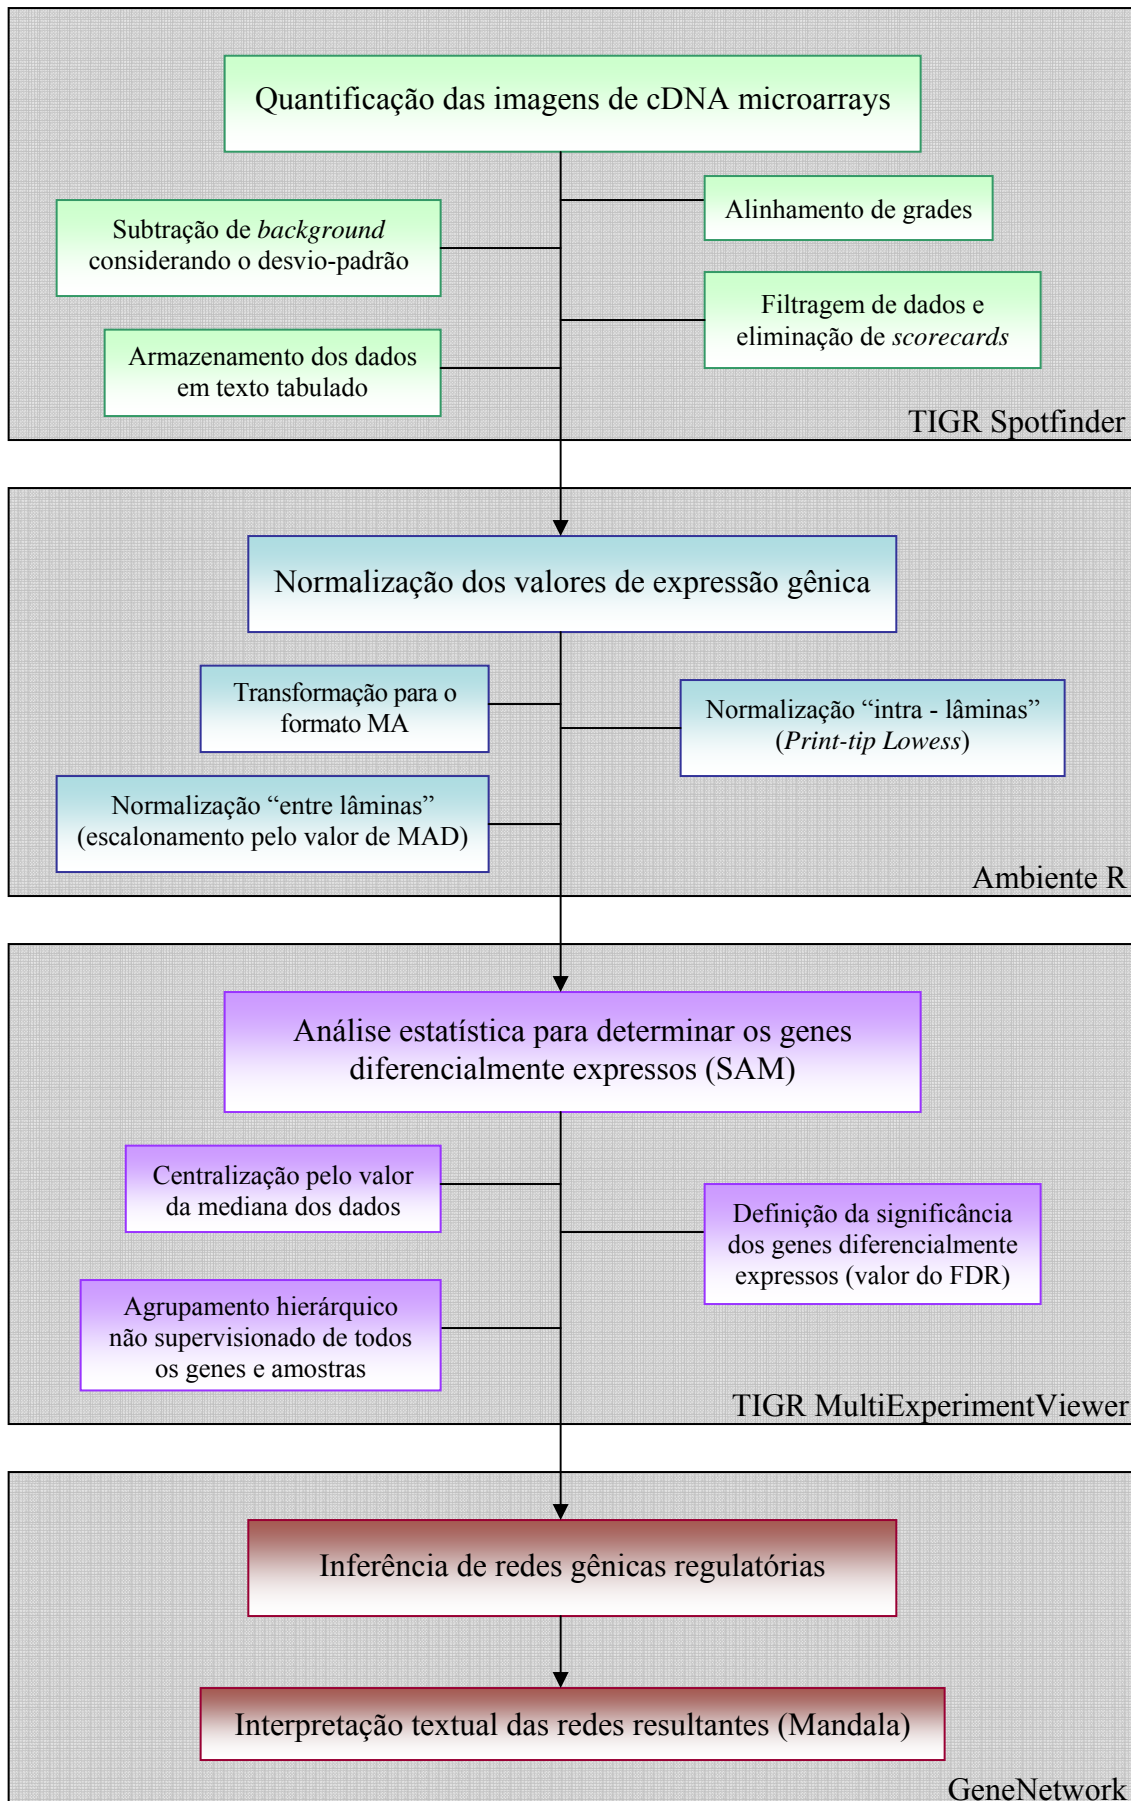 Quantificação das imagens de cDNA microarrays
Alinhamento de grades
Subtração de background
considerando o desvio-padrão
Filtragem de dados e
eliminação de scorecards
Armazenamento dos dados
em texto tabulado
TIGR Spotfinder
Normalização dos valores de expressão gênica
Transformação para o
formato MA
Normalização “intra - lâminas”
(Print-tip Lowess)
Normalização “entre lâminas”
(escalonamento pelo valor de MAD)
Ambiente R
Análise estatística para determinar os genes
diferencialmente expressos (SAM)
Centralização pelo valor
da mediana dos dados
Definição da significância
dos genes diferencialmente
expressos (valor do FDR)
Agrupamento hierárquico
não supervisionado de todos
os genes e amostras
TIGR MultiExperimentViewer
Inferência de redes gênicas regulatórias
Interpretação textual das redes resultantes (Mandala)
GeneNetwork